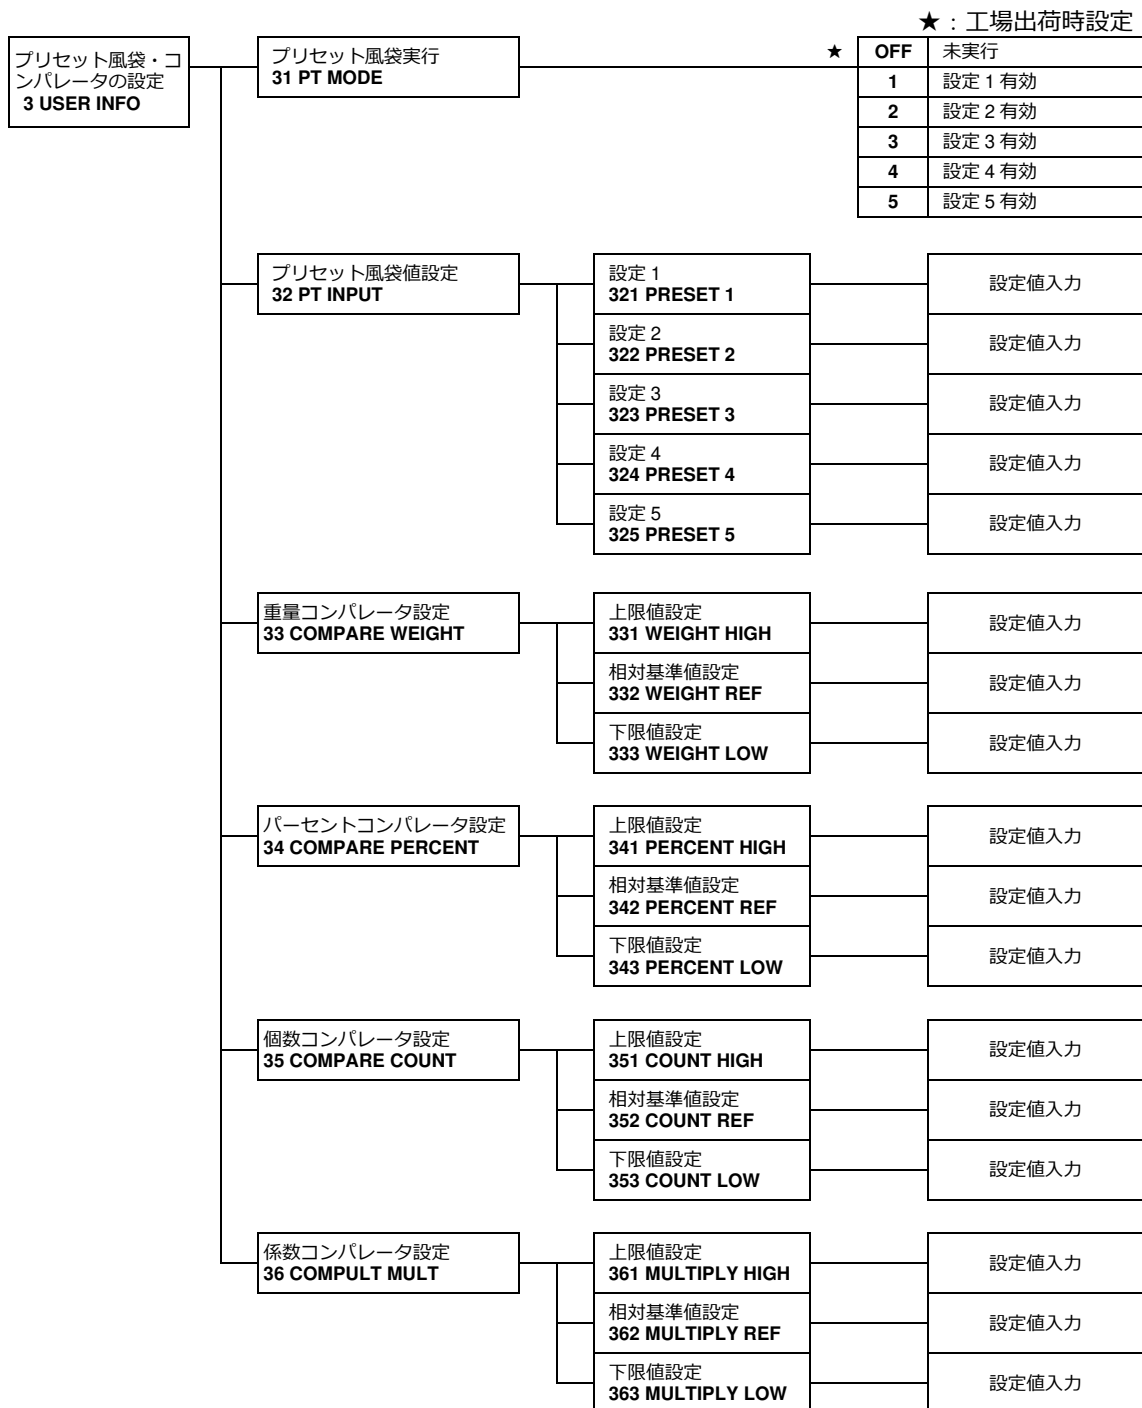 ★：工場出荷時設定
プリセット風袋・コ
ンパレータの設定
3 USER INFO
プリセット風袋実行
31 PT MODE
★ OFF 未実行
1 設定 1 有効
2 設定 2 有効
3 設定 3 有効
4 設定 4 有効
5 設定 5 有効
プリセット風袋値設定
32 PT INPUT
設定 1
321 PRESET 1
設定値入力
設定 2
322 PRESET 2
設定値入力
設定 3
323 PRESET 3
設定値入力
設定 4
324 PRESET 4
設定値入力
設定 5
325 PRESET 5
設定値入力
重量コンパレータ設定
33 COMPARE WEIGHT
上限値設定
331 WEIGHT HIGH
設定値入力
相対基準値設定
332 WEIGHT REF
設定値入力
下限値設定
333 WEIGHT LOW
設定値入力
パーセントコンパレータ設定
34 COMPARE PERCENT
上限値設定
341 PERCENT HIGH
設定値入力
相対基準値設定
342 PERCENT REF
設定値入力
下限値設定
343 PERCENT LOW
設定値入力
個数コンパレータ設定
35 COMPARE COUNT
上限値設定
351 COUNT HIGH
設定値入力
相対基準値設定
352 COUNT REF
設定値入力
下限値設定
353 COUNT LOW
設定値入力
係数コンパレータ設定
36 COMPULT MULT
上限値設定
361 MULTIPLY HIGH
設定値入力
相対基準値設定
362 MULTIPLY REF
設定値入力
下限値設定
363 MULTIPLY LOW
設定値入力